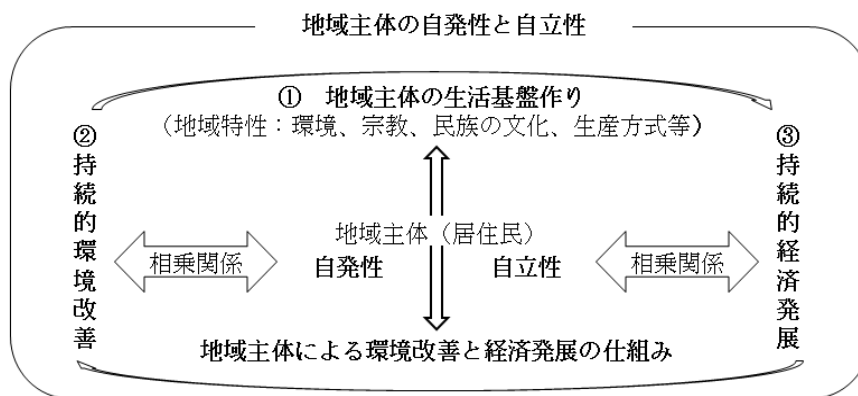 地域主体の自発性と自立性
① 地域主体の生活基盤作り
（地域特性：環境、宗教、民族の文化、生産方式等）
②持続的環境改善
③持続的経済発展
地域主体（居住民）
相乗関係
自発性
自立性
相乗関係
地域主体による環境改善と経済発展の仕組み